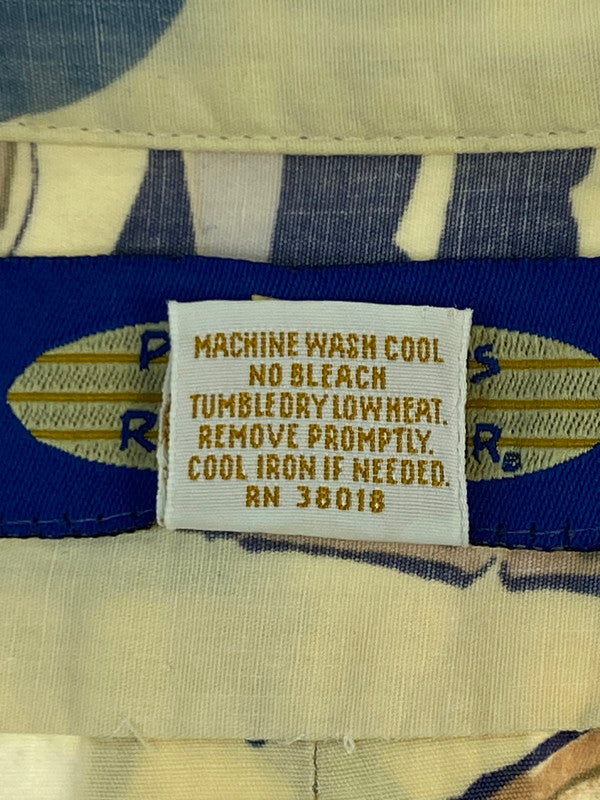 MACHINE WASH COOL
NO BLEACH
TUMBLE DRY LOW HEAT.
REMOVE PROMPTLY.
COOL IRON IF NEEDED.
RN 38018